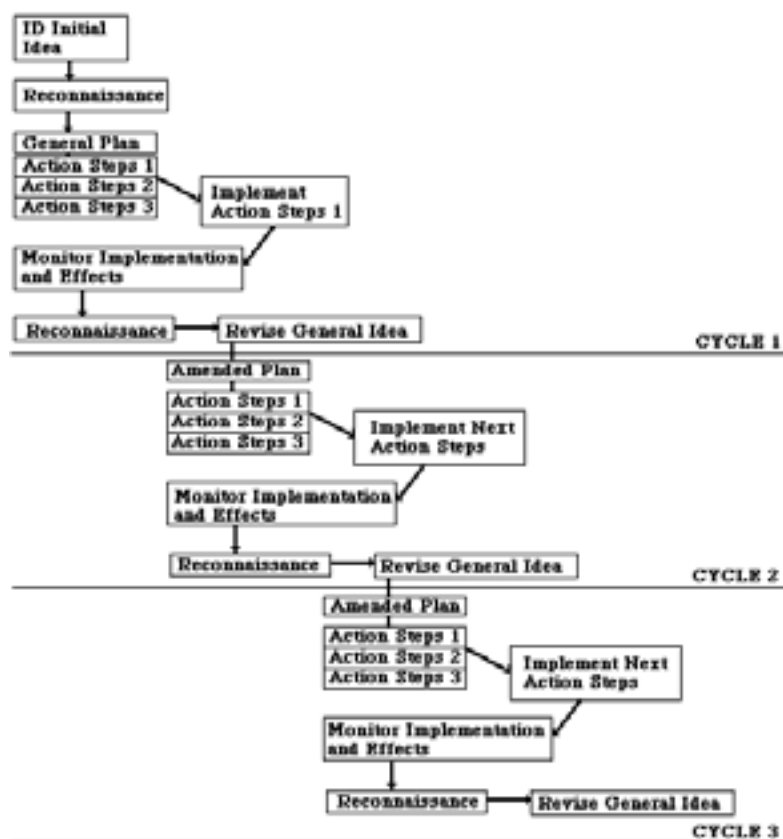 ID Initial
Idea
Reconnaissance
General Plan
Action Steps 1
Action Steps 2
Action Steps 3
Implement
Action Steps 1
Monitor Implementation
and Effects
Reconnaissance
Revise General Idea
CYCLE 1
Amended Plan
Action Steps 1
Action Steps 2
Action Steps 3
Implement Next
Action Steps
Monitor Implementation
and Effects
Reconnaissance
Revise General Idea
CYCLE 2
Amended Plan
Action Steps 1
Action Steps 2
Action Steps 3
Implement Next
Action Steps
Monitor Implementation
and Effects
Reconnaissance
Revise General Idea
CYCLE 3